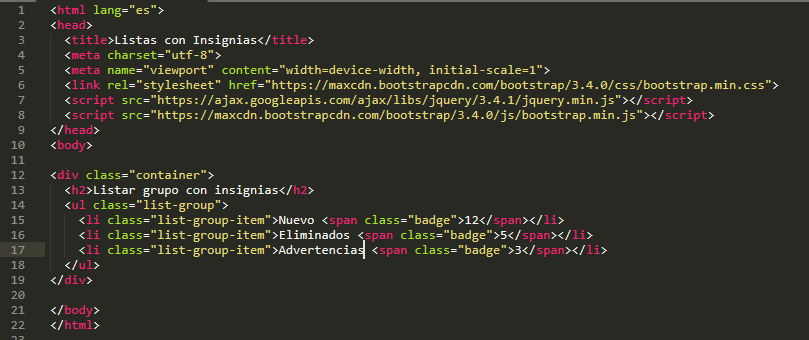 1 <html lang="es">
2 <head>
3 <title>Listas con Insignias</title>
4 <meta charset="utf-8">
5 <meta name="viewport" content="width=device-width, initial-scale=1">
6 <link rel="stylesheet" href="https://maxcdn.bootstrapcdn.com/bootstrap/3.4.0/css/bootstrap.min.css">
7 <script src="https://ajax.googleapis.com/ajax/libs/jquery/3.4.1/jquery.min.js"></script>
8 <script src="https://maxcdn.bootstrapcdn.com/bootstrap/3.4.0/js/bootstrap.min.js"></script>
9 </head>
10 <body>
11
12 <div class="container">
13 <h2>Listar grupo con insignias</h2>
14 <ul class="list-group">
15 <li class="list-group-item">Nuevo <span class="badge">12</span></li>
16 <li class="list-group-item">Eliminados <span class="badge">5</span></li>
17 <li class="list-group-item">Advertencias <span class="badge">3</span></li>
18 </ul>
19 </div>
20
21 </body>
22 </html>
23